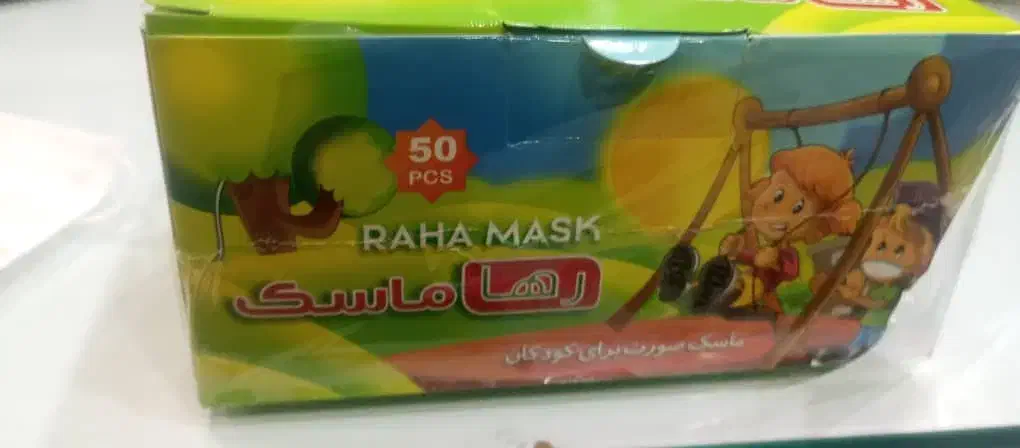 50
PCS
RAHA MASK
رها ماسک
ماسک صورت برای کودکان